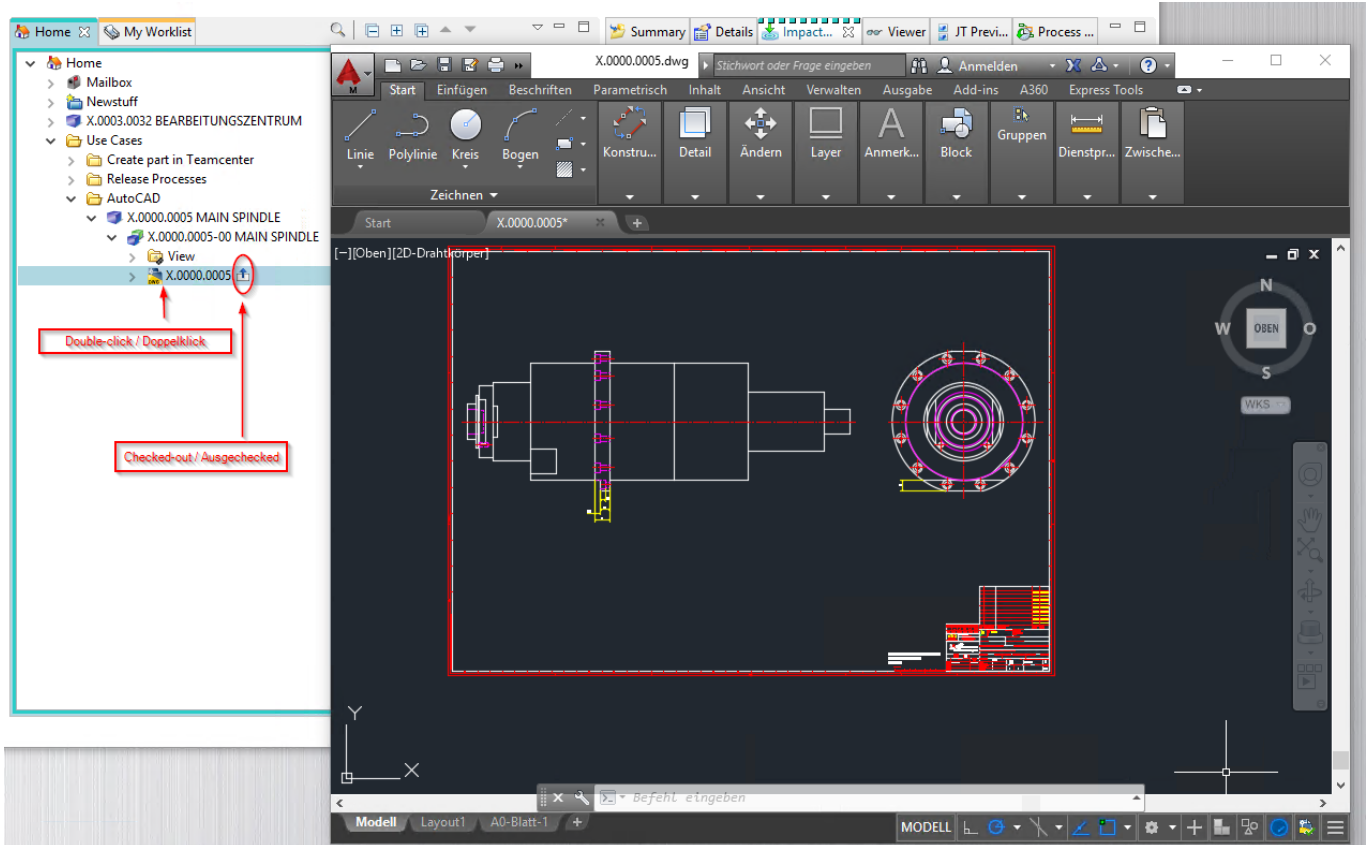 Home
My Worklist
Summary
Details
Impact...
Viewer
JT Previ...
Process ...
Home
Mailbox
Newstuff
X.0003.0032 BEARBEITUNGSZENTRUM
Use Cases
Create part in Teamcenter
Release Processes
AutoCAD
X.0000.0005 MAIN SPINDLE
X.0000.0005-00 MAIN SPINDLE
View
DWG
X.0000.0005
Double-click / Doppelklick
Checked-out / Ausgechecked
M
X.0000.0005.dwg
Stichwort oder Frage eingeben
Anmelden
Start
Einfügen
Beschriften
Parametrisch
Inhalt
Ansicht
Verwalten
Ausgabe
Add-ins
A360
Express Tools
Linie
Polylinie
Kreis
Bogen
Konstru...
Detail
Ändern
Layer
Anmerk...
Block
Gruppen
Dienstpr...
Zwische...
Zeichnen
Start
X.0000.0005*
[−][Oben][2D-Drahtkörper]
N
W
OBEN
O
S
WKS
Y
X
Befehl eingeben
Modell
Layout1
A0-Blatt-1
MODELL